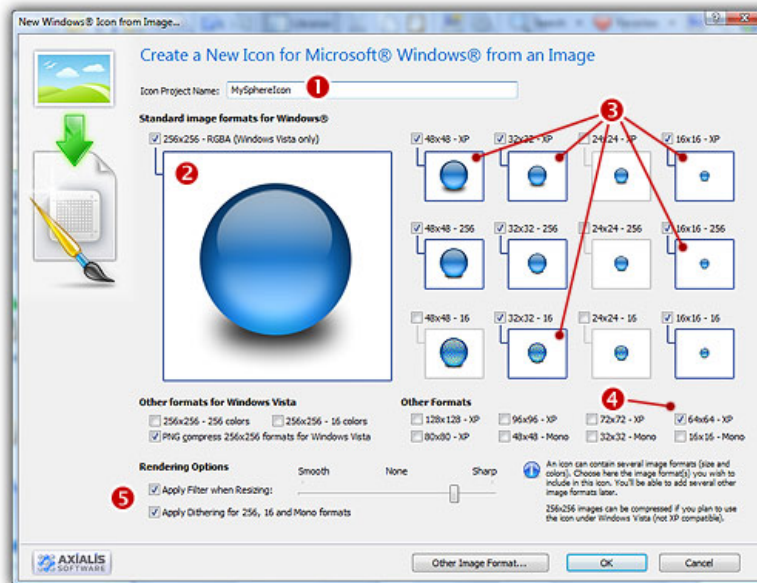 New Windows® Icon from Image...
Create a New Icon for Microsoft® Windows® from an Image
Icon Project Name: MySphereIcon 1
Standard image formats for Windows®
256x256 - RGBA (Windows Vista only)
3
48x48 - XP 32x32 - XP 24x24 - XP 16x16 - XP
2
48x48 - 256 32x32 - 256 24x24 - 256 16x16 - 256
48x48 - 16 32x32 - 16 24x24 - 16 16x16 - 16
Other formats for Windows Vista
256x256 - 256 colors 256x256 - 16 colors
PNG compress 256x256 formats for Windows Vista
Other Formats
4
128x128 - XP 96x96 - XP 72x72 - XP 64x64 - XP
80x80 - XP 48x48 - Mono 32x32 - Mono 16x16 - Mono
Rendering Options
Smooth None Sharp
5
Apply Filter when Resizing:
Apply Dithering for 256, 16 and Mono formats
An icon can contain several image formats (size and
colors). Choose here the image format(s) you wish to
include in this icon. You'll be able to add several other
image formats later.
256x256 images can be compressed if you plan to use
the icon under Windows Vista (not XP compatible).
AXIALIS
SOFTWARE
Other Image Format... OK Cancel